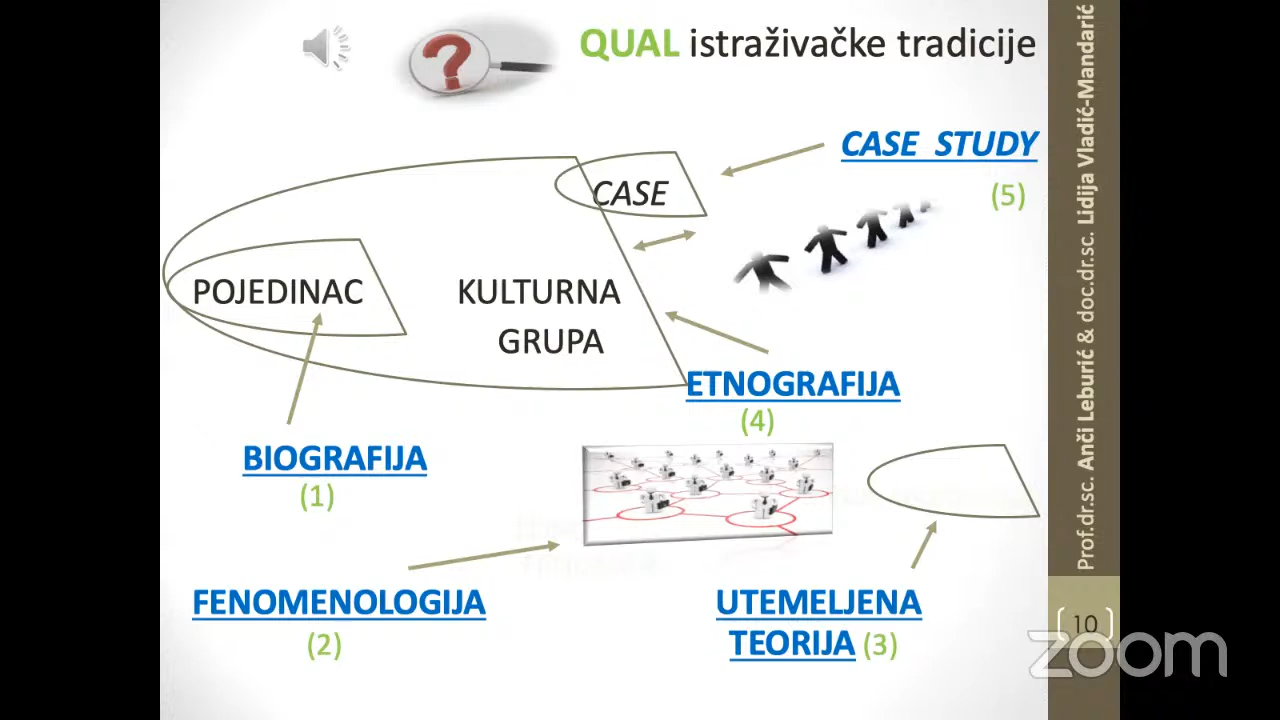 QUAL istraživačke tradicije
CASE STUDY
(5)
CASE
POJEDINAC
KULTURNA
GRUPA
ETNOGRAFIJA
(4)
BIOGRAFIJA
(1)
FENOMENOLOGIJA
(2)
UTEMELJENA
TEORIJA (3)
Prof.dr.sc. Anči Leburić & doc.dr.sc. Lidija Vladić-Mandarić
10
zoom